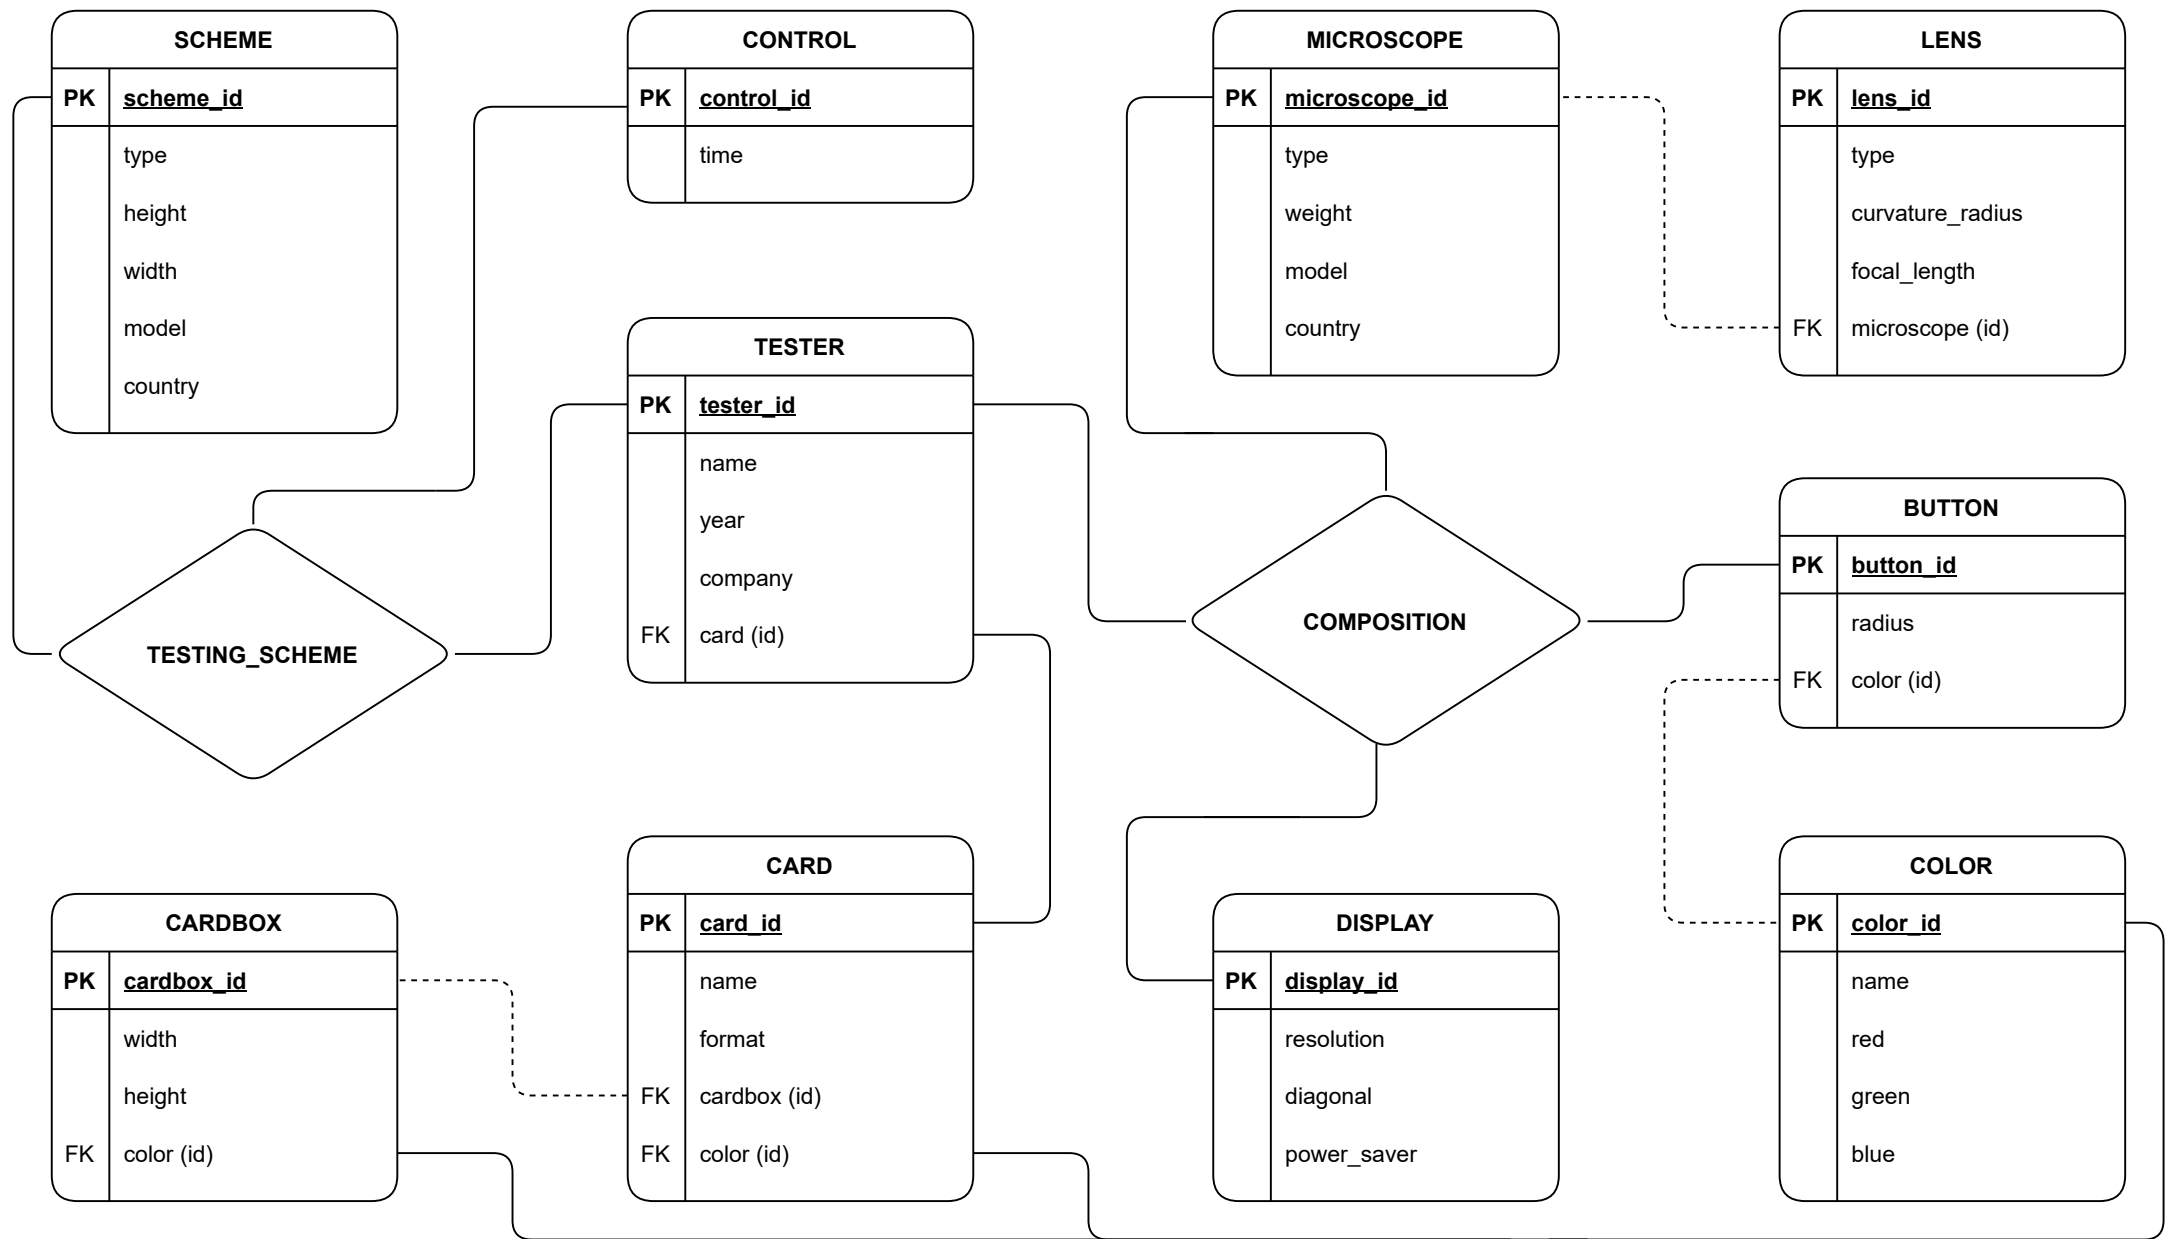 SCHEME
PK scheme_id
type
height
width
model
country
CONTROL
PK control_id
time
MICROSCOPE
PK microscope_id
type
weight
model
country
LENS
PK lens_id
type
curvature_radius
focal_length
FK microscope (id)
TESTER
PK tester_id
name
year
company
FK card (id)
TESTING_SCHEME
COMPOSITION
BUTTON
PK button_id
radius
FK color (id)
CARDBOX
PK cardbox_id
width
height
FK color (id)
CARD
PK card_id
name
format
FK cardbox (id)
FK color (id)
DISPLAY
PK display_id
resolution
diagonal
power_saver
COLOR
PK color_id
name
red
green
blue